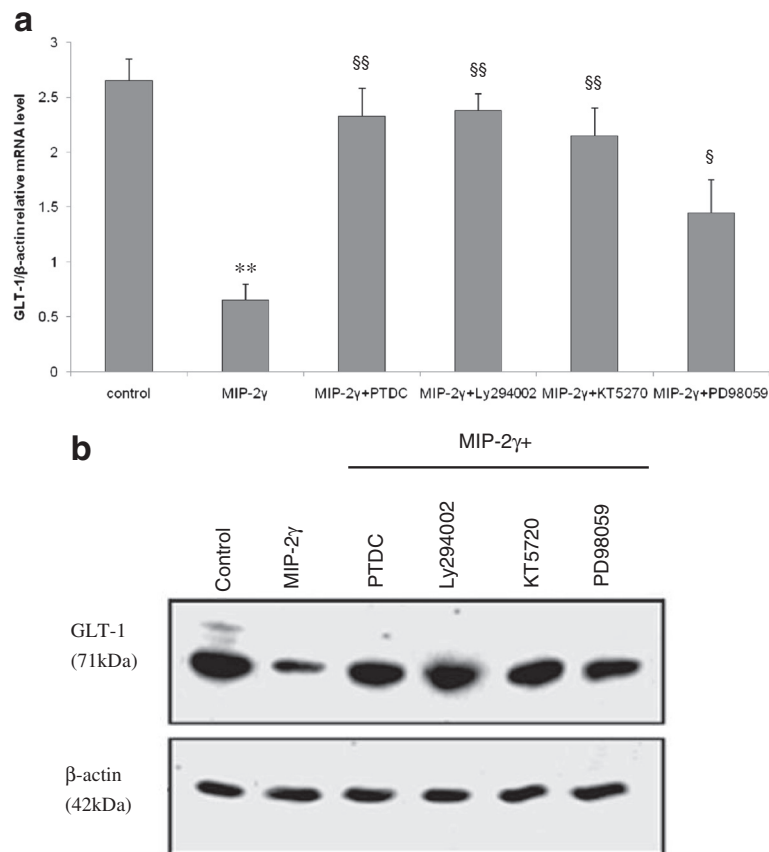 a
GLT-1/β-actin relative mRNA level
3
2.5
2
1.5
1
0.5
0
**
§§
§§
§§
§
control
MIP-2γ
MIP-2γ+PTDC
MIP-2γ+Ly294002
MIP-2γ+KT5270
MIP-2γ+PD98059
b
MIP-2γ+
Control
MIP-2γ
PTDC
Ly294002
KT5720
PD98059
GLT-1
(71kDa)
β-actin
(42kDa)